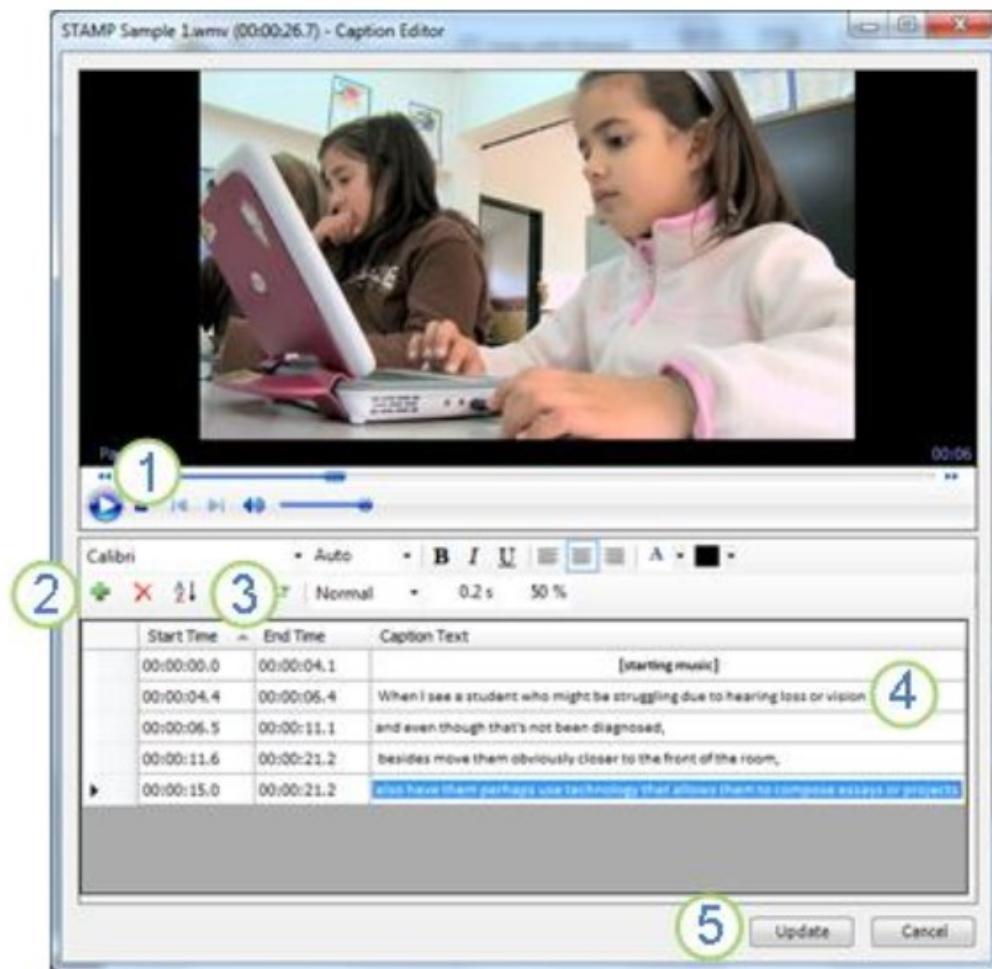 STAMP Sample 1.wmv (00:00:26.7) - Caption Editor
00:06
1
Calibri Auto B I U A
2 3 Normal 0.2 s 50 %
Start Time End Time Caption Text
00:00:00.0 00:00:04.1 [starting music]
00:00:04.4 00:00:06.4 When I see a student who might be struggling due to hearing loss or vision 4
00:00:06.5 00:00:11.1 and even though that's not been diagnosed,
00:00:11.6 00:00:21.2 besides move them obviously closer to the front of the room,
00:00:15.0 00:00:21.2 also have them perhaps use technology that allows them to compose essays or projects
5 Update Cancel